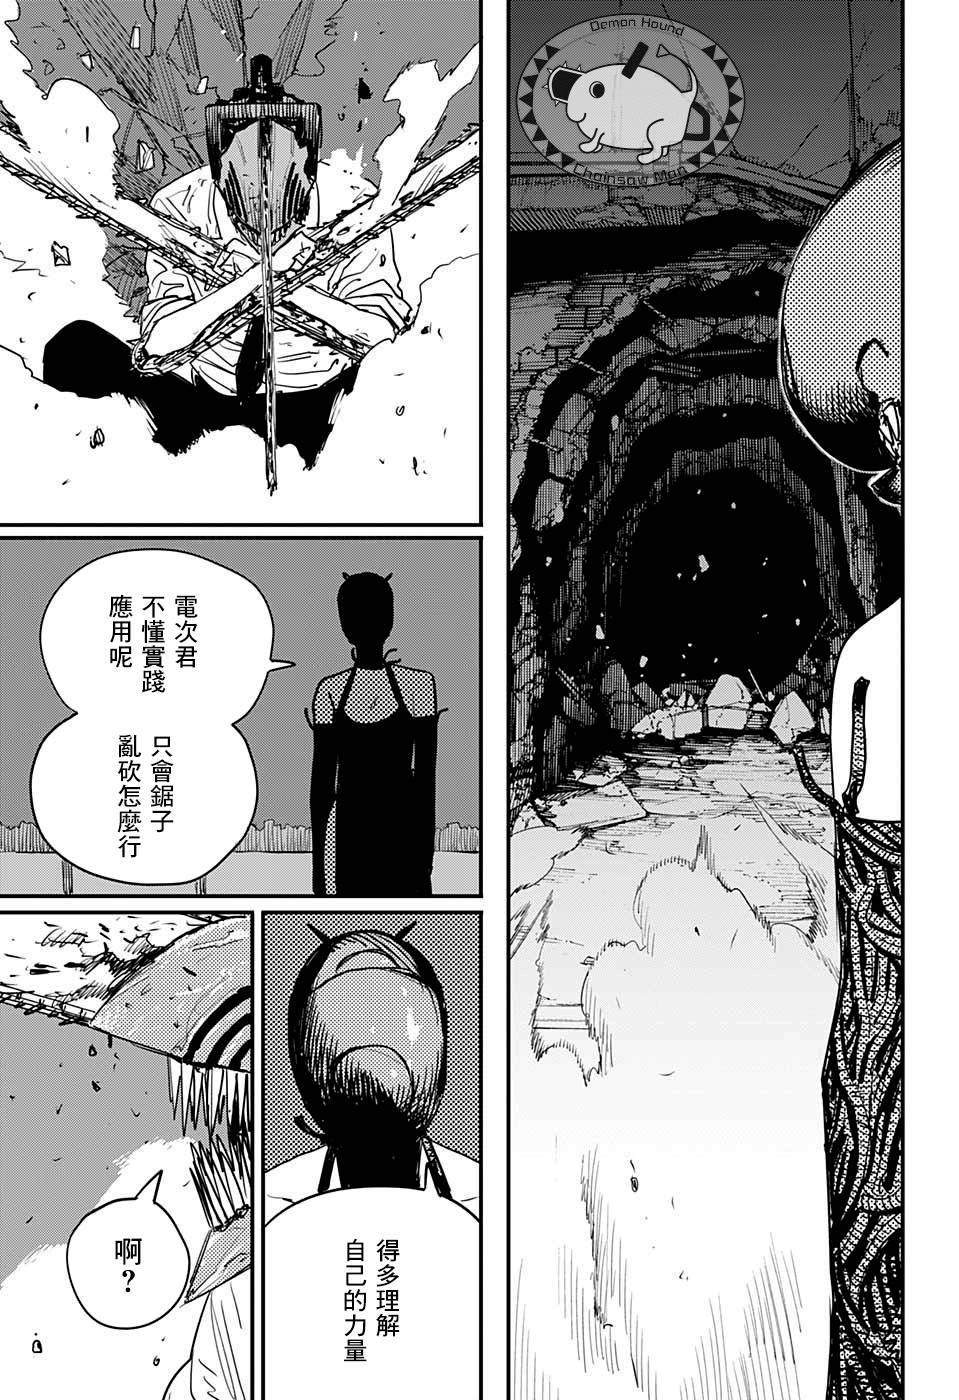 Demon Hound
Chainsaw Man
電次君
不懂實踐
應用呢
只會鋸子
亂砍怎麼行
得多理解
自己的力量
啊？